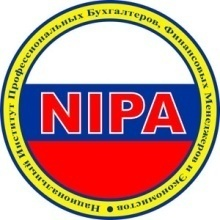 Национальный Институт Профессиональных Бухгалтеров, Финансовых Менеджеров и Экономистов
NIPA